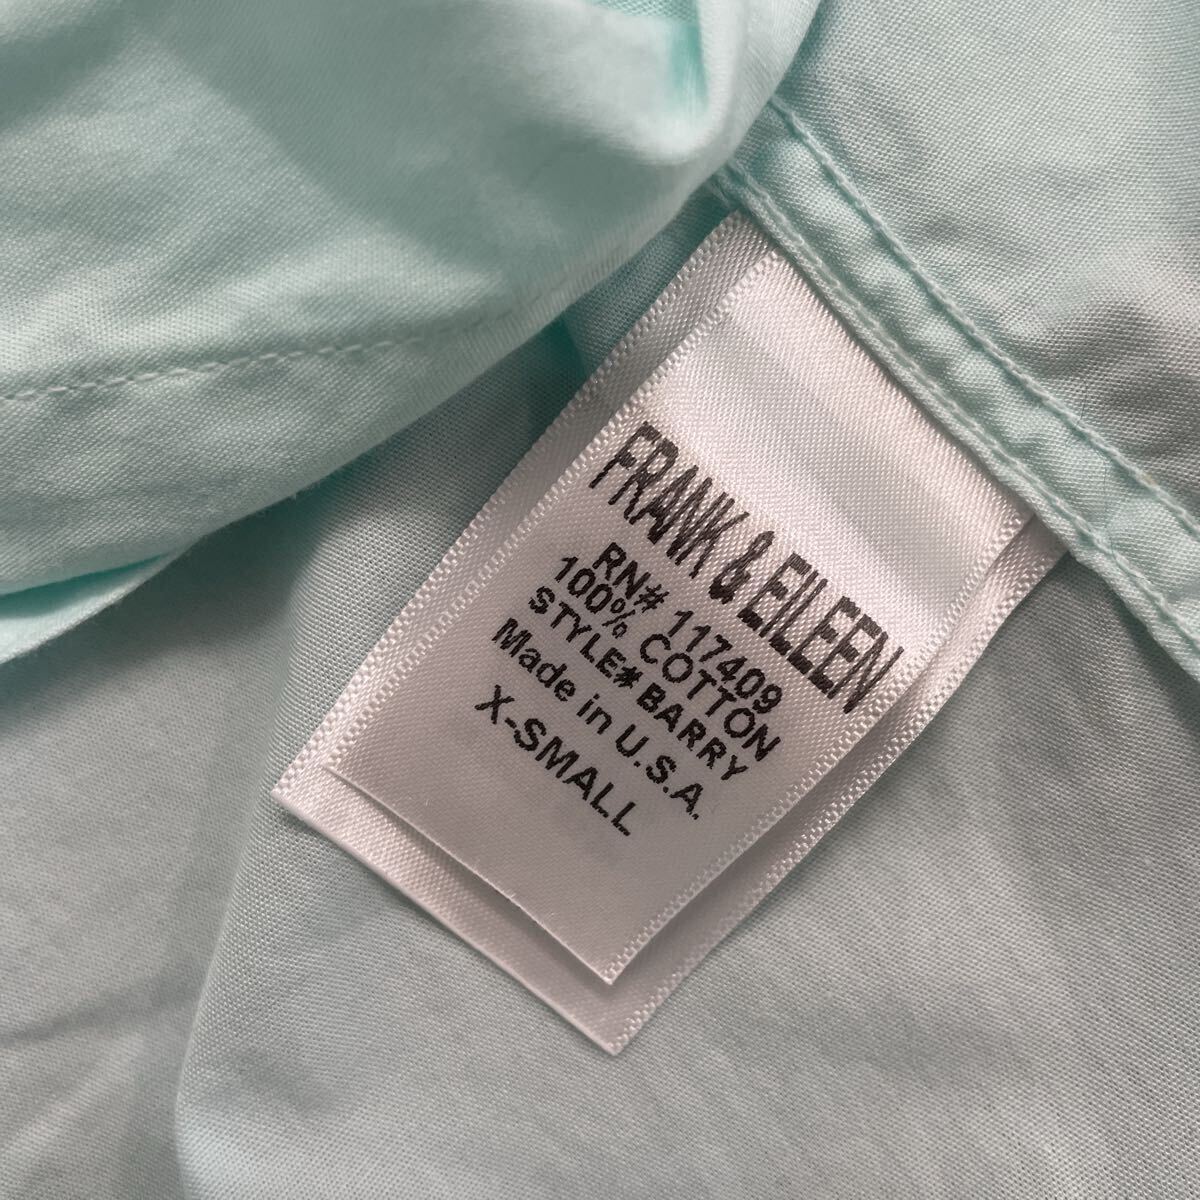 FRANK & EILEEN
RN# 117409
100% COTTON
STYLE# BARRY
Made in U.S.A.
X-SMALL